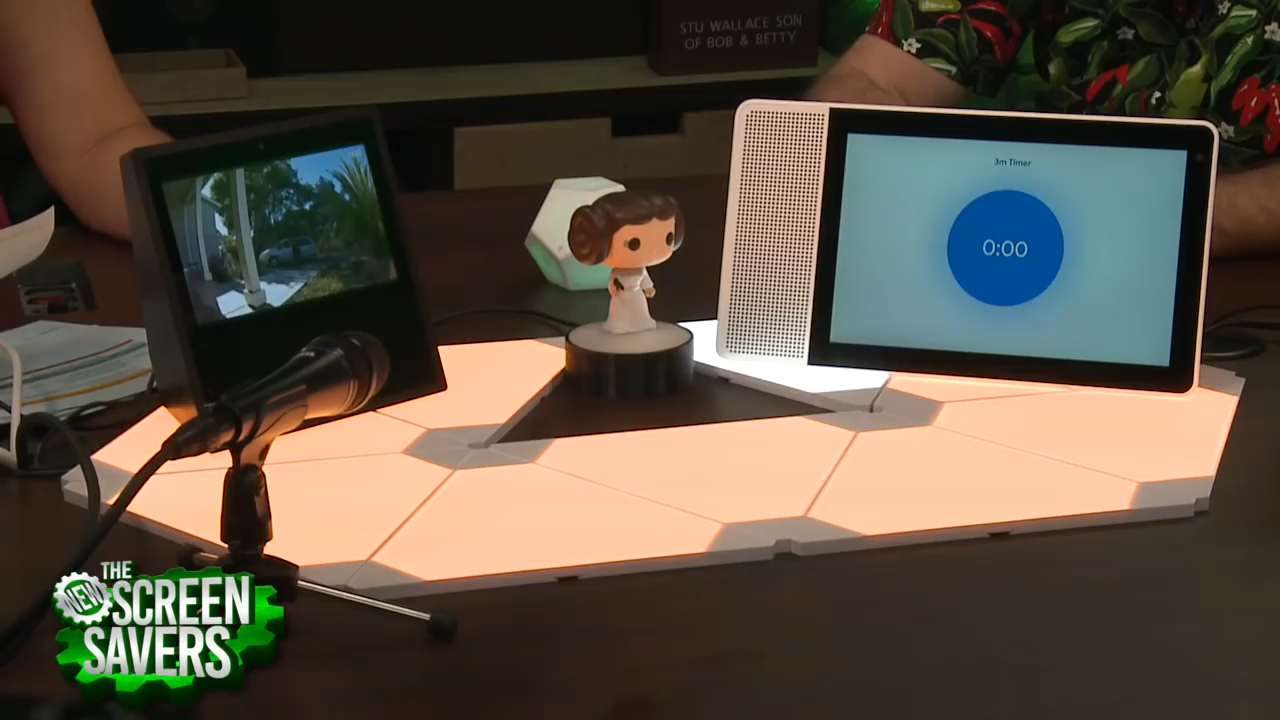 STU WALLACE SON
OF BOB & BETTY
3m Timer
0:00
THE
NEW
SCREEN
SAVERS